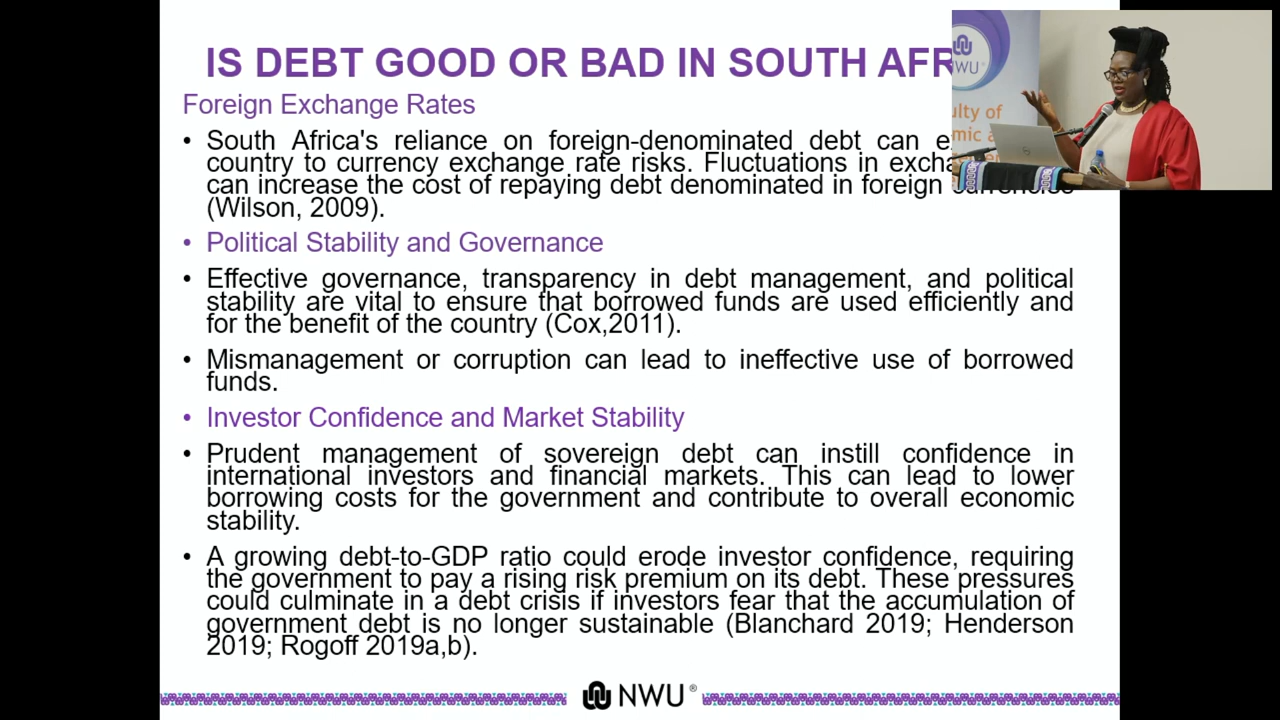 IS DEBT GOOD OR BAD IN SOUTH AFR
Foreign Exchange Rates
• South Africa's reliance on foreign-denominated debt can
country to currency exchange rate risks. Fluctuations in
can increase the cost of repaying debt denominated in foreign currencies
(Wilson, 2009).
• Political Stability and Governance
• Effective governance, transparency in debt management, and political
stability are vital to ensure that borrowed funds are used efficiently and
for the benefit of the country (Cox,2011).
• Mismanagement or corruption can lead to ineffective use of borrowed
funds.
• Investor Confidence and Market Stability
• Prudent management of sovereign debt can instill confidence in
international investors and financial markets. This can lead to lower
borrowing costs for the government and contribute to overall economic
stability.
• A growing debt-to-GDP ratio could erode investor confidence, requiring
the government to pay a rising risk premium on its debt. These pressures
could culminate in a debt crisis if investors fear that the accumulation of
government debt is no longer sustainable (Blanchard 2019; Henderson
2019; Rogoff 2019a,b).
NWU®
NWU
ulty of
mic a